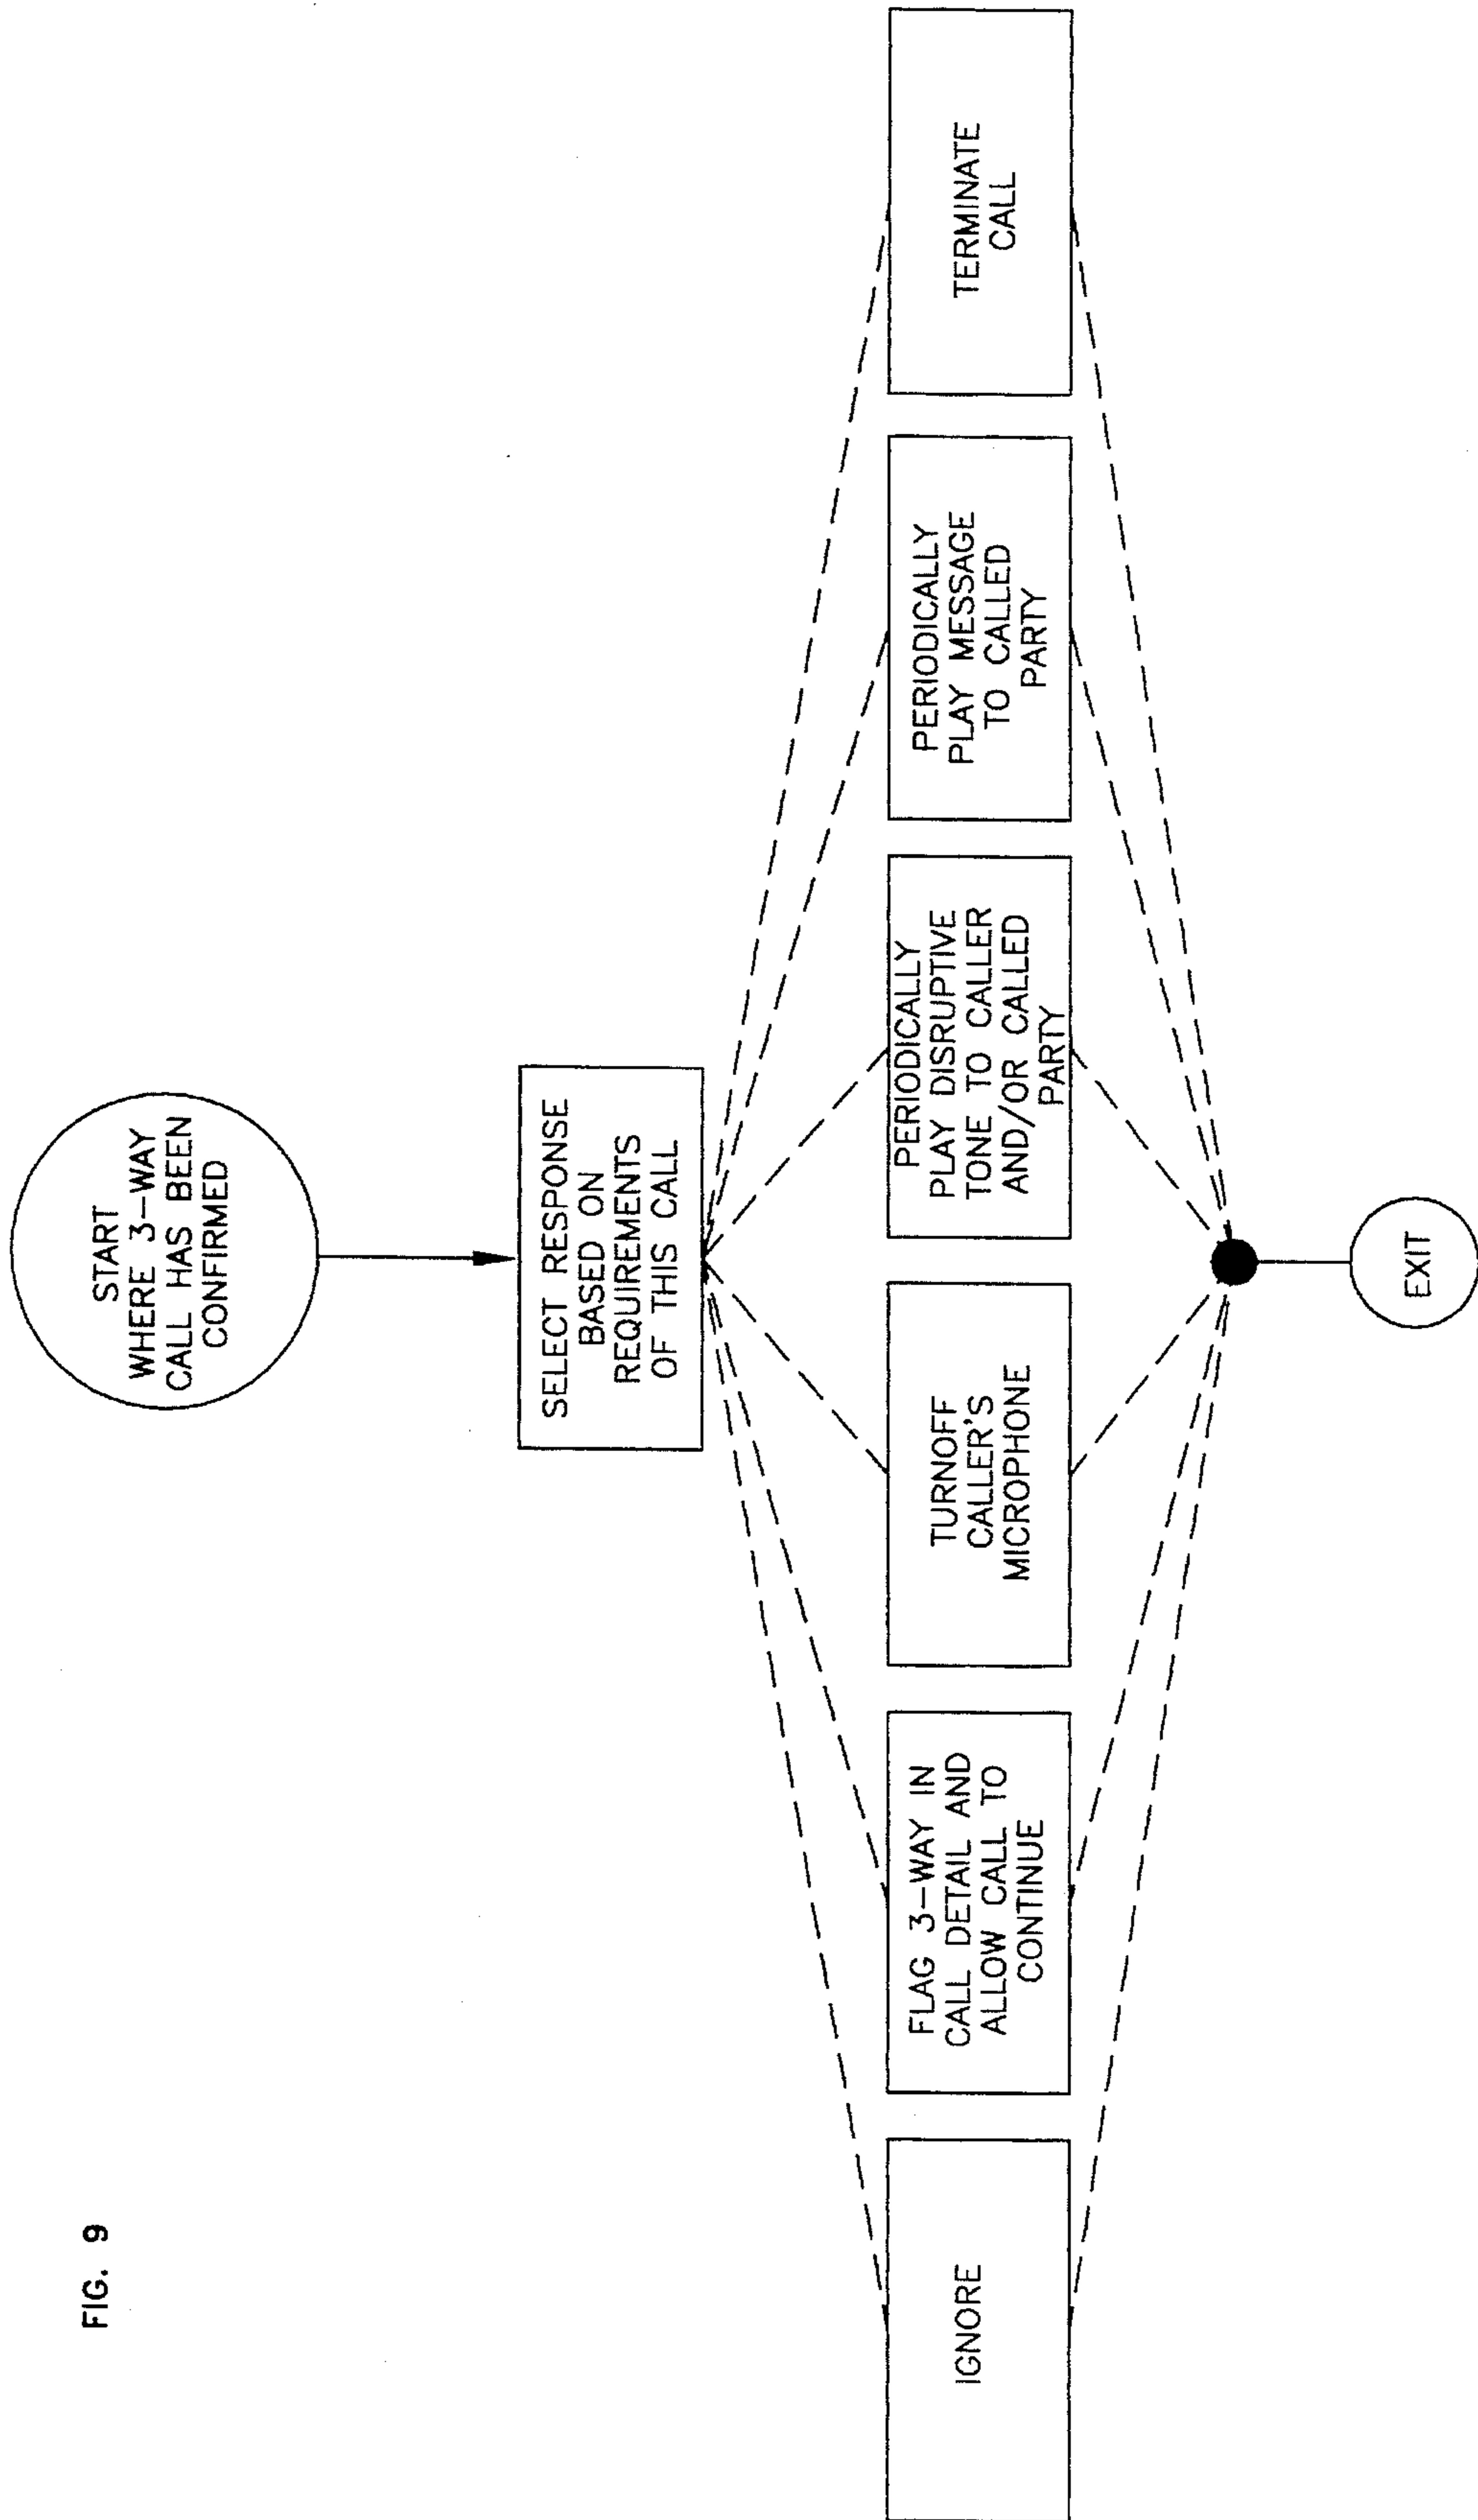 FIG. 9
START
WHERE 3-WAY
CALL HAS BEEN
CONFIRMED
SELECT RESPONSE
BASED ON
REQUIREMENTS
OF THIS CALL
IGNORE
FLAG 3-WAY IN
CALL DETAIL AND
ALLOW CALL TO
CONTINUE
TURNOFF
CALLER'S
MICROPHONE
PERIODICALLY
PLAY DISRUPTIVE
TONE TO CALLER
AND/OR CALLED
PARTY
PERIODICALLY
PLAY MESSAGE
TO CALLED
PARTY
TERMINATE
CALL
EXIT